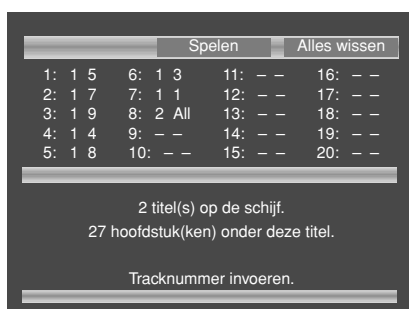 Spelen Alles wissen
1: 1 5 6: 1 3 11: – – 16: – –
2: 1 7 7: 1 1 12: – – 17: – –
3: 1 9 8: 2 All 13: – – 18: – –
4: 1 4 9: – – 14: – – 19: – –
5: 1 8 10: – – 15: – – 20: – –
2 titel(s) op de schijf.
27 hoofdstuk(ken) onder deze titel.
Tracknummer invoeren.